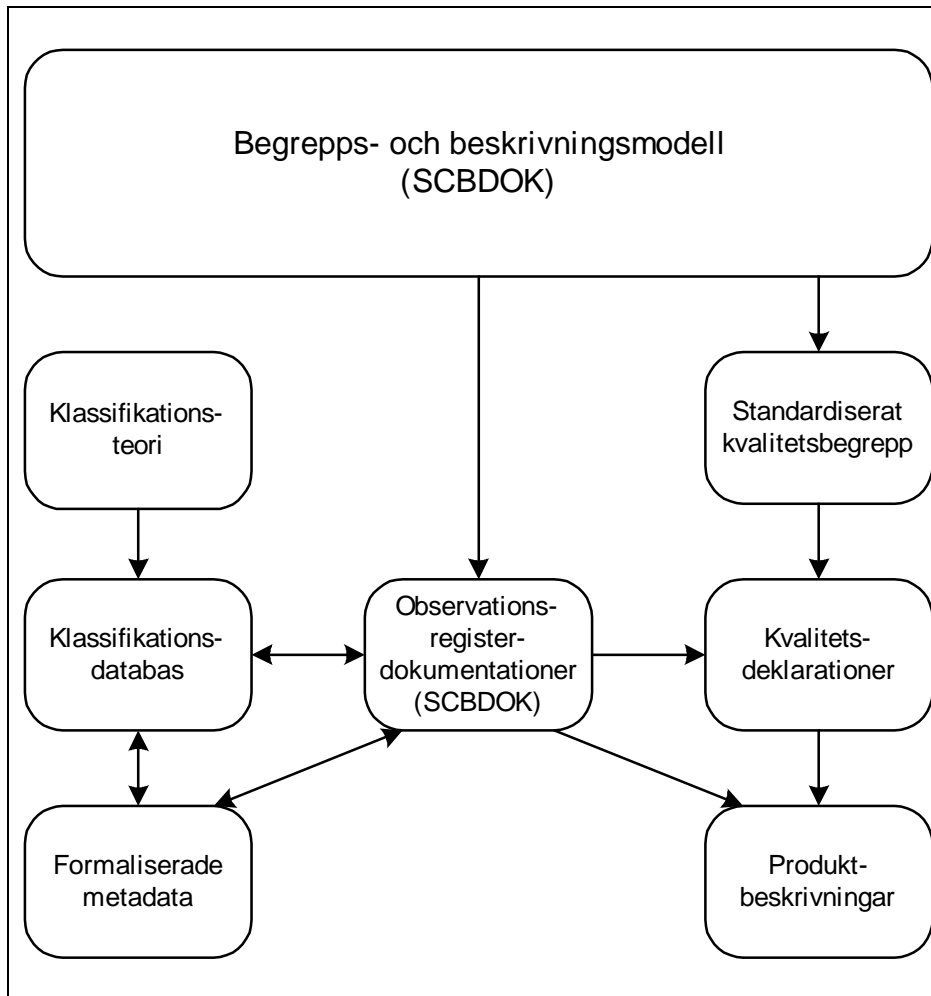 Begrepps- och beskrivningsmodell
(SCBDOK)
Klassifikations-
teori
Standardiserat
kvalitetsbegrepp
Klassifikations-
databas
Observations-
register-
dokumentationer
(SCBDOK)
Kvalitets-
deklarationer
Formaliserade
metadata
Produkt-
beskrivningar